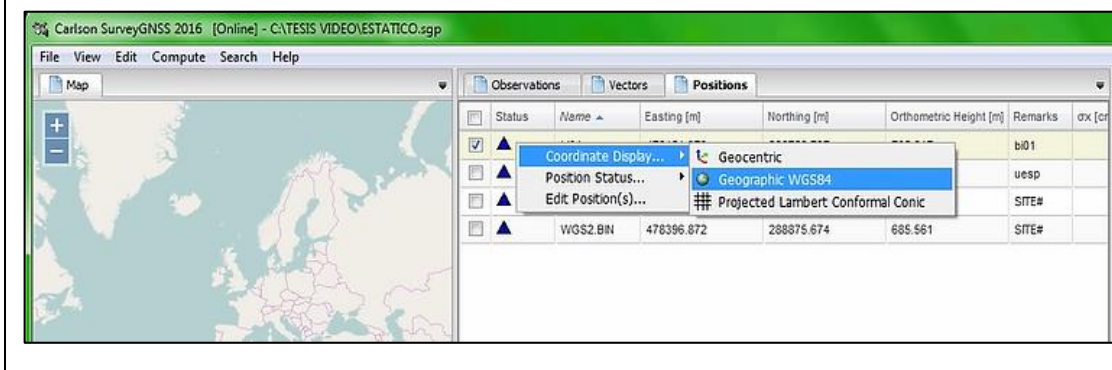 Carlson SurveyGNSS 2016 [Online] - C:\TESIS VIDEO\ESTATICO.sgp
File View Edit Compute Search Help
Map
Observations Vectors Positions
Status Name Easting [m] Northing [m] Orthometric Height [m] Remarks
bi01
Coordinate Display... Geocentric
Position Status... Geographic WGS84
uesp
Edit Position(s)... Projected Lambert Conformal Conic
SITE#
WGS2.BIN 478396.872 288875.674 685.561 SITE#
+
−